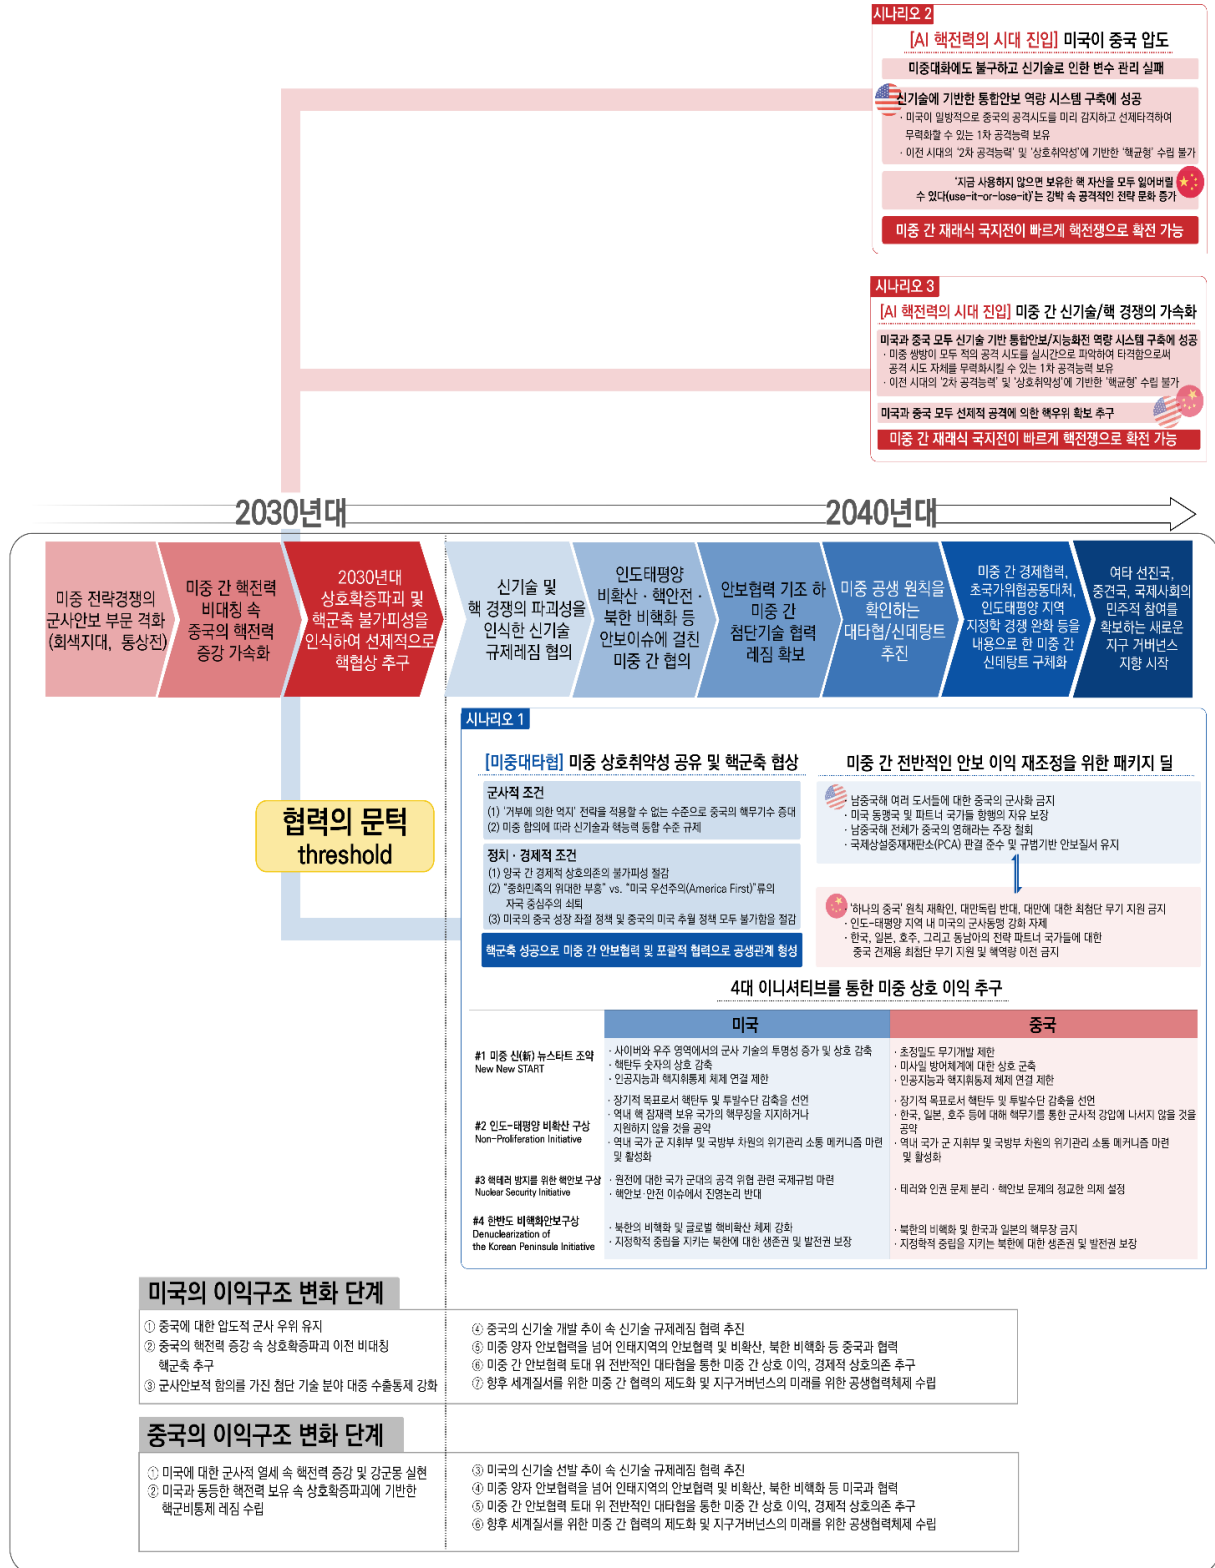 시나리오 2
[AI 핵전력의 시대 진입] 미국이 중국 압도
미중대화에도 불구하고 신기술로 인한 변수 관리 실패
신기술에 기반한 통합안보 역량 시스템 구축에 성공
· 미국이 일방적으로 중국의 공격시도를 미리 감지하고 선제타격하여
무력화할 수 있는 1차 공격능력 보유
· 이전 시대의 '2차 공격능력' 및 '상호취약성'에 기반한 '핵균형' 수립 불가
'지금 사용하지 않으면 보유한 핵 자산을 모두 잃어버릴
수 있다(use-it-or-lose-it)'는 강박 속 공격적인 전략 문화 증가
미중 간 재래식 국지전이 빠르게 핵전쟁으로 확전 가능
시나리오 3
[AI 핵전력의 시대 진입] 미중 간 신기술/핵 경쟁의 가속화
미국과 중국 모두 신기술 기반 통합안보/지능화전 역량 시스템 구축에 성공
· 미중 쌍방이 모두 적의 공격 시도를 실시간으로 파악하여 타격함으로써
공격 시도 자체를 무력화시킬 수 있는 1차 공격능력 보유
· 이전 시대의 '2차 공격능력' 및 '상호취약성'에 기반한 '핵균형' 수립 불가
미국과 중국 모두 선제적 공격에 의한 핵우위 확보 추구
미중 간 재래식 국지전이 빠르게 핵전쟁으로 확전 가능
2030년대
2040년대
미중 전략경쟁의
군사안보 부문 격화
(회색지대, 통상전)
미중 간 핵전력
비대칭 속
중국의 핵전력
증강 가속화
2030년대
상호확증파괴 및
핵군축 불가피성을
인식하여 선제적으로
핵협상 추구
신기술 및
핵 경쟁의 파괴성을
인식한 신기술
규제레짐 협의
인도태평양
비확산 · 핵안전 ·
북한 비핵화 등
안보이슈에 걸친
미중 간 협의
안보협력 기조 하
미중 간
첨단기술 협력
레짐 확보
미중 공생 원칙을
확인하는
대타협/신데탕트
추진
미중 간 경제협력,
초국가위협공동대처,
인도태평양 지역
지정학 경쟁 완화 등을
내용으로 한 미중 간
신데탕트 구체화
여타 선진국,
중견국, 국제사회의
민주적 참여를
확보하는 새로운
지구 거버넌스
지향 시작
협력의 문턱
threshold
시나리오 1
[미중대타협] 미중 상호취약성 공유 및 핵군축 협상
군사적 조건
(1) '거부에 의한 억지' 전략을 적용할 수 없는 수준으로 중국의 핵무기수 증대
(2) 미중 합의에 따라 신기술과 핵능력 통합 수준 규제
정치 · 경제적 조건
(1) 양국 간 경제적 상호의존의 불가피성 절감
(2) "중화민족의 위대한 부흥" vs. "미국 우선주의(America First)"류의
자국 중심주의 쇠퇴
(3) 미국의 중국 성장 좌절 정책 및 중국의 미국 추월 정책 모두 불가함을 절감
핵군축 성공으로 미중 간 안보협력 및 포괄적 협력으로 공생관계 형성
미중 간 전반적인 안보 이익 재조정을 위한 패키지 딜
· 남중국해 여러 도서들에 대한 중국의 군사화 금지
· 미국 동맹국 및 파트너 국가들 항행의 자유 보장
· 남중국해 전체가 중국의 영해라는 주장 철회
· 국제상설중재재판소(PCA) 판결 준수 및 규범기반 안보질서 유지
· '하나의 중국' 원칙 재확인, 대만독립 반대, 대만에 대한 최첨단 무기 지원 금지
· 인도-태평양 지역 내 미국의 군사동맹 강화 자제
· 한국, 일본, 호주, 그리고 동남아의 전략 파트너 국가들에 대한
중국 견제용 최첨단 무기 지원 및 핵역량 이전 금지
4대 이니셔티브를 통한 미중 상호 이익 추구
미국
중국
#1 미중 신(新) 뉴스타트 조약
New New START
· 사이버와 우주 영역에서의 군사 기술의 투명성 증가 및 상호 감축
· 핵탄두 숫자의 상호 감축
· 인공지능과 핵지휘통제 체제 연결 제한
· 초정밀도 무기개발 제한
· 미사일 방어체계에 대한 상호 군축
· 인공지능과 핵지휘통제 체제 연결 제한
#2 인도-태평양 비확산 구상
Non-Proliferation Initiative
· 장기적 목표로서 핵탄두 및 투발수단 감축을 선언
· 역내 핵 잠재력 보유 국가의 핵무장을 지지하거나
지원하지 않을 것을 공약
· 역내 국가 군 지휘부 및 국방부 차원의 위기관리 소통 메커니즘 마련
및 활성화
· 장기적 목표로서 핵탄두 및 투발수단 감축을 선언
· 한국, 일본, 호주 등에 대해 핵무기를 통한 군사적 강압에 나서지 않을 것을
공약
· 역내 국가 군 지휘부 및 국방부 차원의 위기관리 소통 메커니즘 마련
및 활성화
#3 핵테러 방지를 위한 핵안보 구상
Nuclear Security Initiative
· 원전에 대한 국가 군대의 공격 위협 관련 국제규범 마련
· 핵안보·안전 이슈에서 진영논리 반대
· 테러와 인권 문제 분리 · 핵안보 문제의 정교한 의제 설정
#4 한반도 비핵화안보구상
Denuclearization of
the Korean Peninsula Initiative
· 북한의 비핵화 및 글로벌 핵비확산 체제 강화
· 지정학적 중립을 지키는 북한에 대한 생존권 및 발전권 보장
· 북한의 비핵화 및 한국과 일본의 핵무장 금지
· 지정학적 중립을 지키는 북한에 대한 생존권 및 발전권 보장
미국의 이익구조 변화 단계
① 중국에 대한 압도적 군사 우위 유지
② 중국의 핵전력 증강 속 상호확증파괴 이전 비대칭
핵군축 추구
③ 군사안보적 함의를 가진 첨단 기술 분야 대중 수출통제 강화
④ 중국의 신기술 개발 추이 속 신기술 규제레짐 협력 추진
⑤ 미중 양자 안보협력을 넘어 인태지역의 안보협력 및 비확산, 북한 비핵화 등 중국과 협력
⑥ 미중 간 안보협력 토대 위 전반적인 대타협을 통한 미중 간 상호 이익, 경제적 상호의존 추구
⑦ 향후 세계질서를 위한 미중 간 협력의 제도화 및 지구거버넌스의 미래를 위한 공생협력체제 수립
중국의 이익구조 변화 단계
① 미국에 대한 군사적 열세 속 핵전력 증강 및 강군몽 실현
② 미국과 동등한 핵전력 보유 속 상호확증파괴에 기반한
핵군비통제 레짐 수립
③ 미국의 신기술 선발 추이 속 신기술 규제레짐 협력 추진
④ 미중 양자 안보협력을 넘어 인태지역의 안보협력 및 비확산, 북한 비핵화 등 미국과 협력
⑤ 미중 간 안보협력 토대 위 전반적인 대타협을 통한 미중 간 상호 이익, 경제적 상호의존 추구
⑥ 향후 세계질서를 위한 미중 간 협력의 제도화 및 지구거버넌스의 미래를 위한 공생협력체제 수립